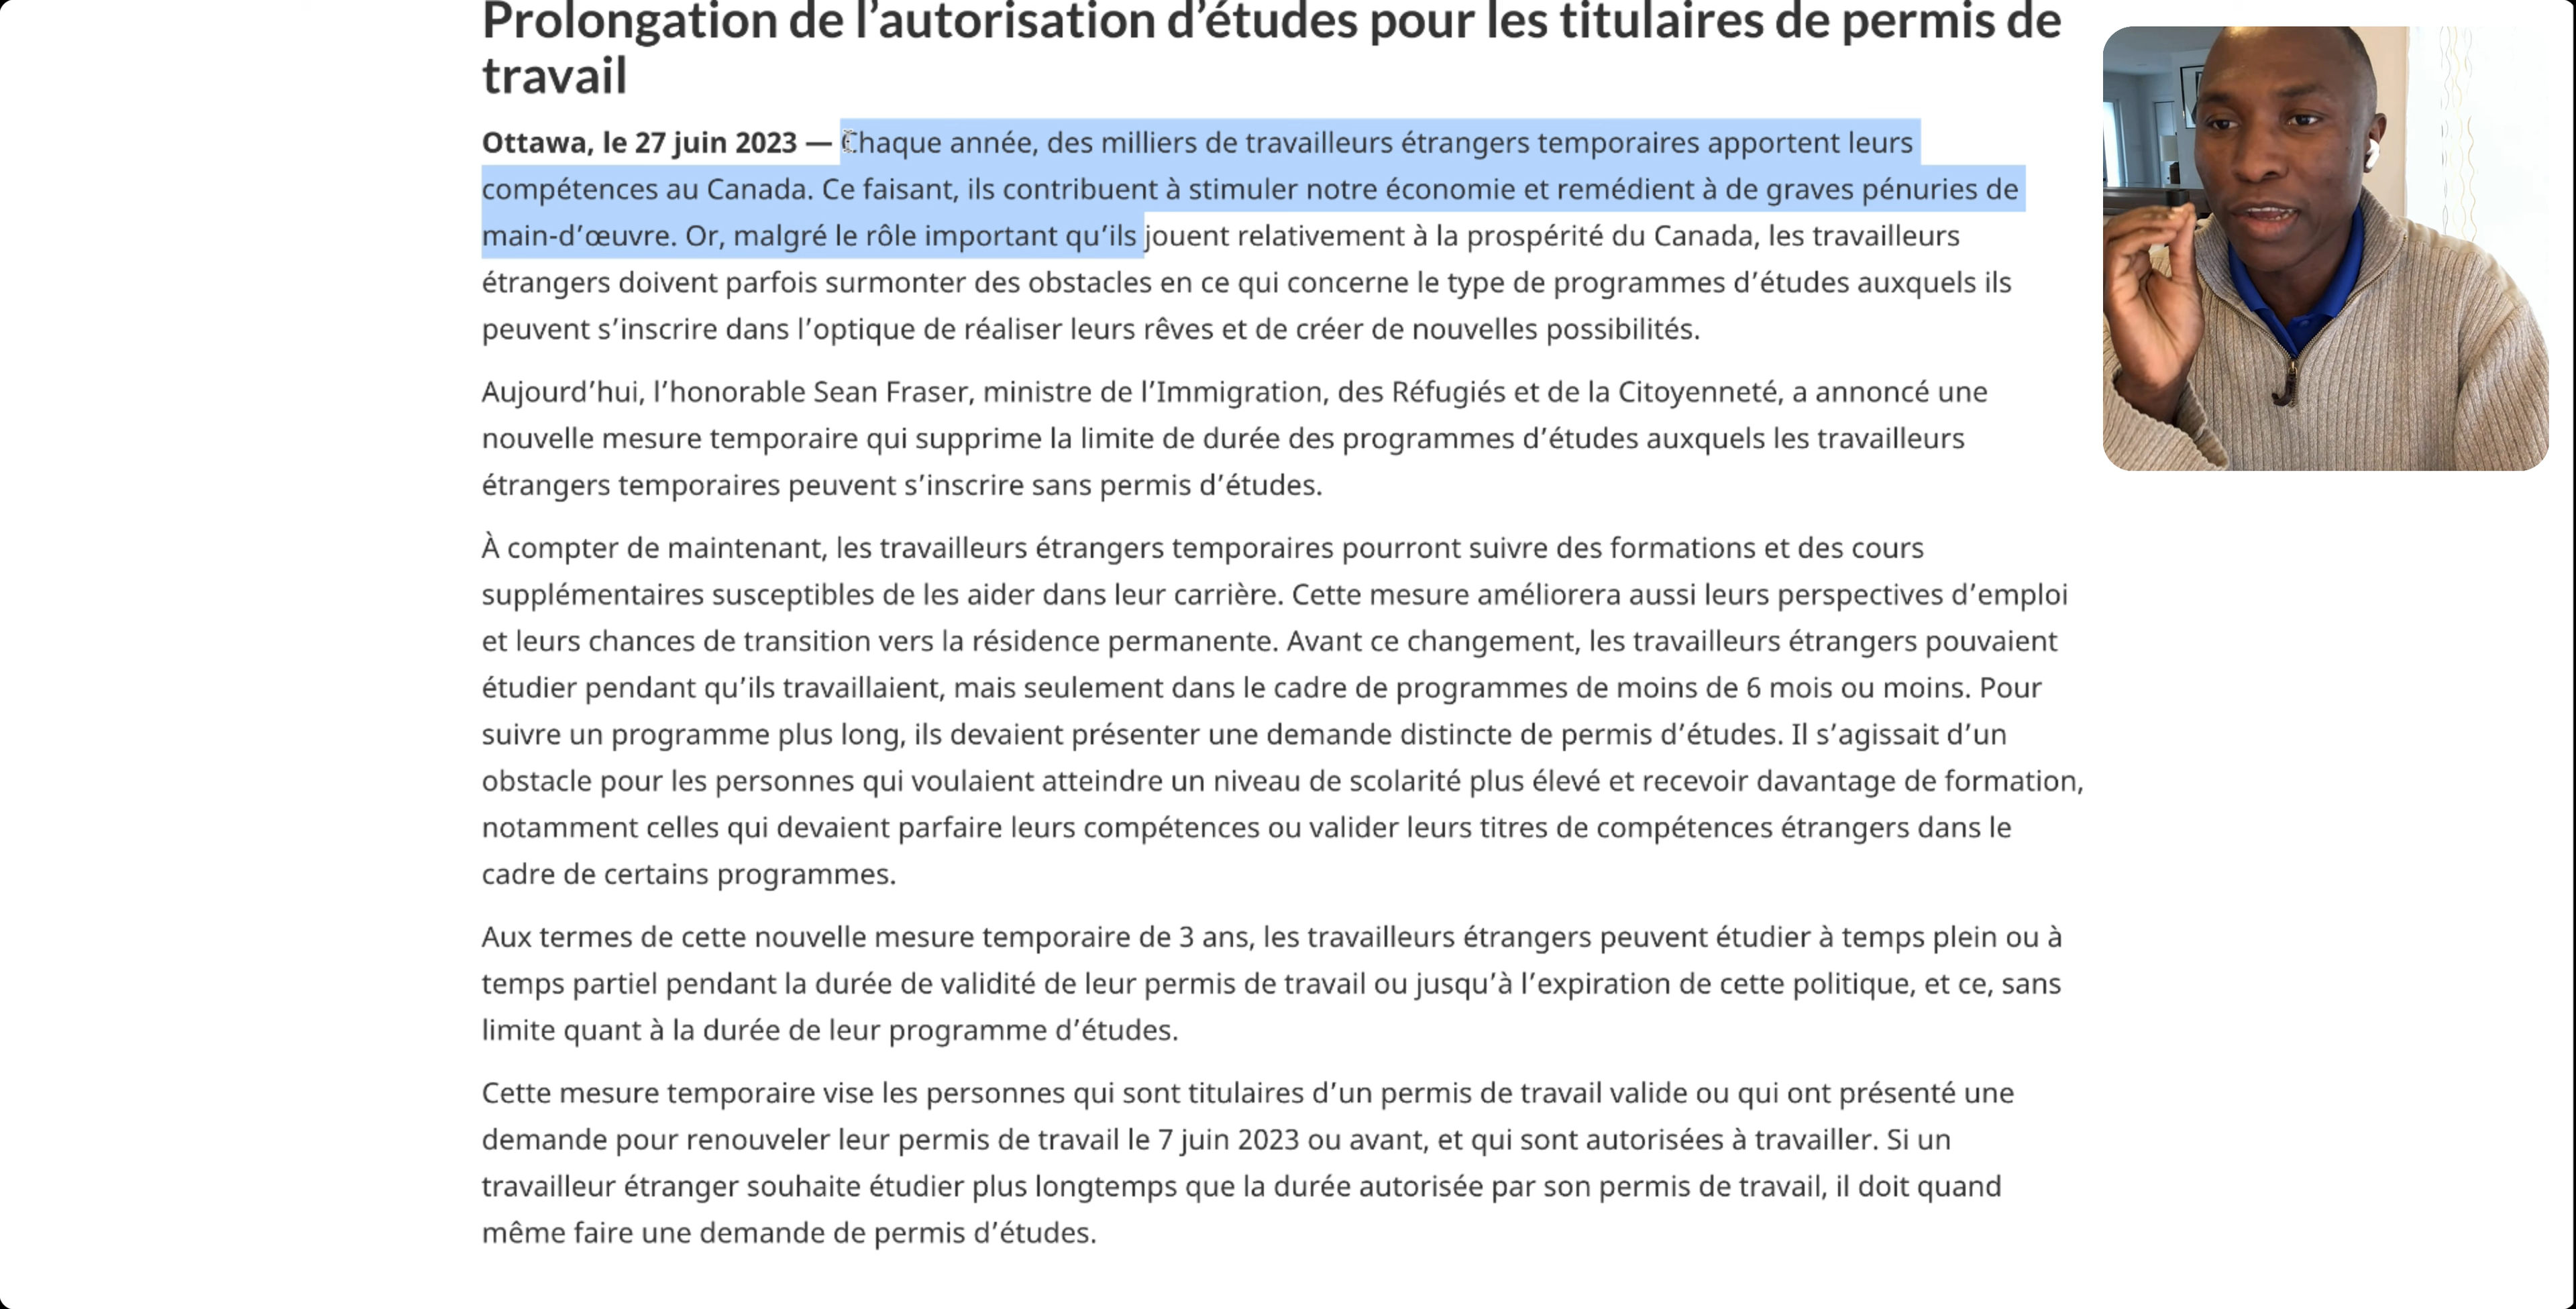 Prolongation de l’autorisation d’études pour les titulaires de permis de
travail
Ottawa, le 27 juin 2023 — Chaque année, des milliers de travailleurs étrangers temporaires apportent leurs
compétences au Canada. Ce faisant, ils contribuent à stimuler notre économie et remédient à de graves pénuries de
main-d’œuvre. Or, malgré le rôle important qu’ils jouent relativement à la prospérité du Canada, les travailleurs
étrangers doivent parfois surmonter des obstacles en ce qui concerne le type de programmes d’études auxquels ils
peuvent s’inscrire dans l’optique de réaliser leurs rêves et de créer de nouvelles possibilités.
Aujourd’hui, l’honorable Sean Fraser, ministre de l’Immigration, des Réfugiés et de la Citoyenneté, a annoncé une
nouvelle mesure temporaire qui supprime la limite de durée des programmes d’études auxquels les travailleurs
étrangers temporaires peuvent s’inscrire sans permis d’études.
À compter de maintenant, les travailleurs étrangers temporaires pourront suivre des formations et des cours
supplémentaires susceptibles de les aider dans leur carrière. Cette mesure améliorera aussi leurs perspectives d’emploi
et leurs chances de transition vers la résidence permanente. Avant ce changement, les travailleurs étrangers pouvaient
étudier pendant qu’ils travaillaient, mais seulement dans le cadre de programmes de moins de 6 mois ou moins. Pour
suivre un programme plus long, ils devaient présenter une demande distincte de permis d’études. Il s’agissait d’un
obstacle pour les personnes qui voulaient atteindre un niveau de scolarité plus élevé et recevoir davantage de formation,
notamment celles qui devaient parfaire leurs compétences ou valider leurs titres de compétences étrangers dans le
cadre de certains programmes.
Aux termes de cette nouvelle mesure temporaire de 3 ans, les travailleurs étrangers peuvent étudier à temps plein ou à
temps partiel pendant la durée de validité de leur permis de travail ou jusqu’à l’expiration de cette politique, et ce, sans
limite quant à la durée de leur programme d’études.
Cette mesure temporaire vise les personnes qui sont titulaires d’un permis de travail valide ou qui ont présenté une
demande pour renouveler leur permis de travail le 7 juin 2023 ou avant, et qui sont autorisées à travailler. Si un
travailleur étranger souhaite étudier plus longtemps que la durée autorisée par son permis de travail, il doit quand
même faire une demande de permis d’études.